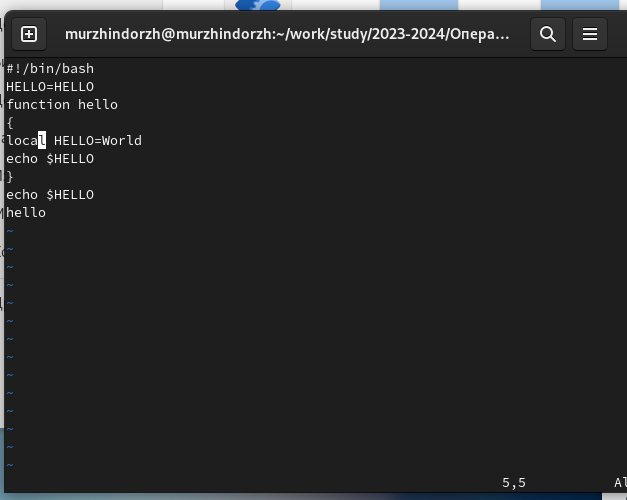 murzhindorzh@murzhindorzh:~/work/study/2023-2024/Опера…
#!/bin/bash
HELLO=HELLO
function hello
{
local HELLO=World
echo $HELLO
}
echo $HELLO
hello
~
~
~
~
~
~
~
~
~
~
~
~
~
~
5,5